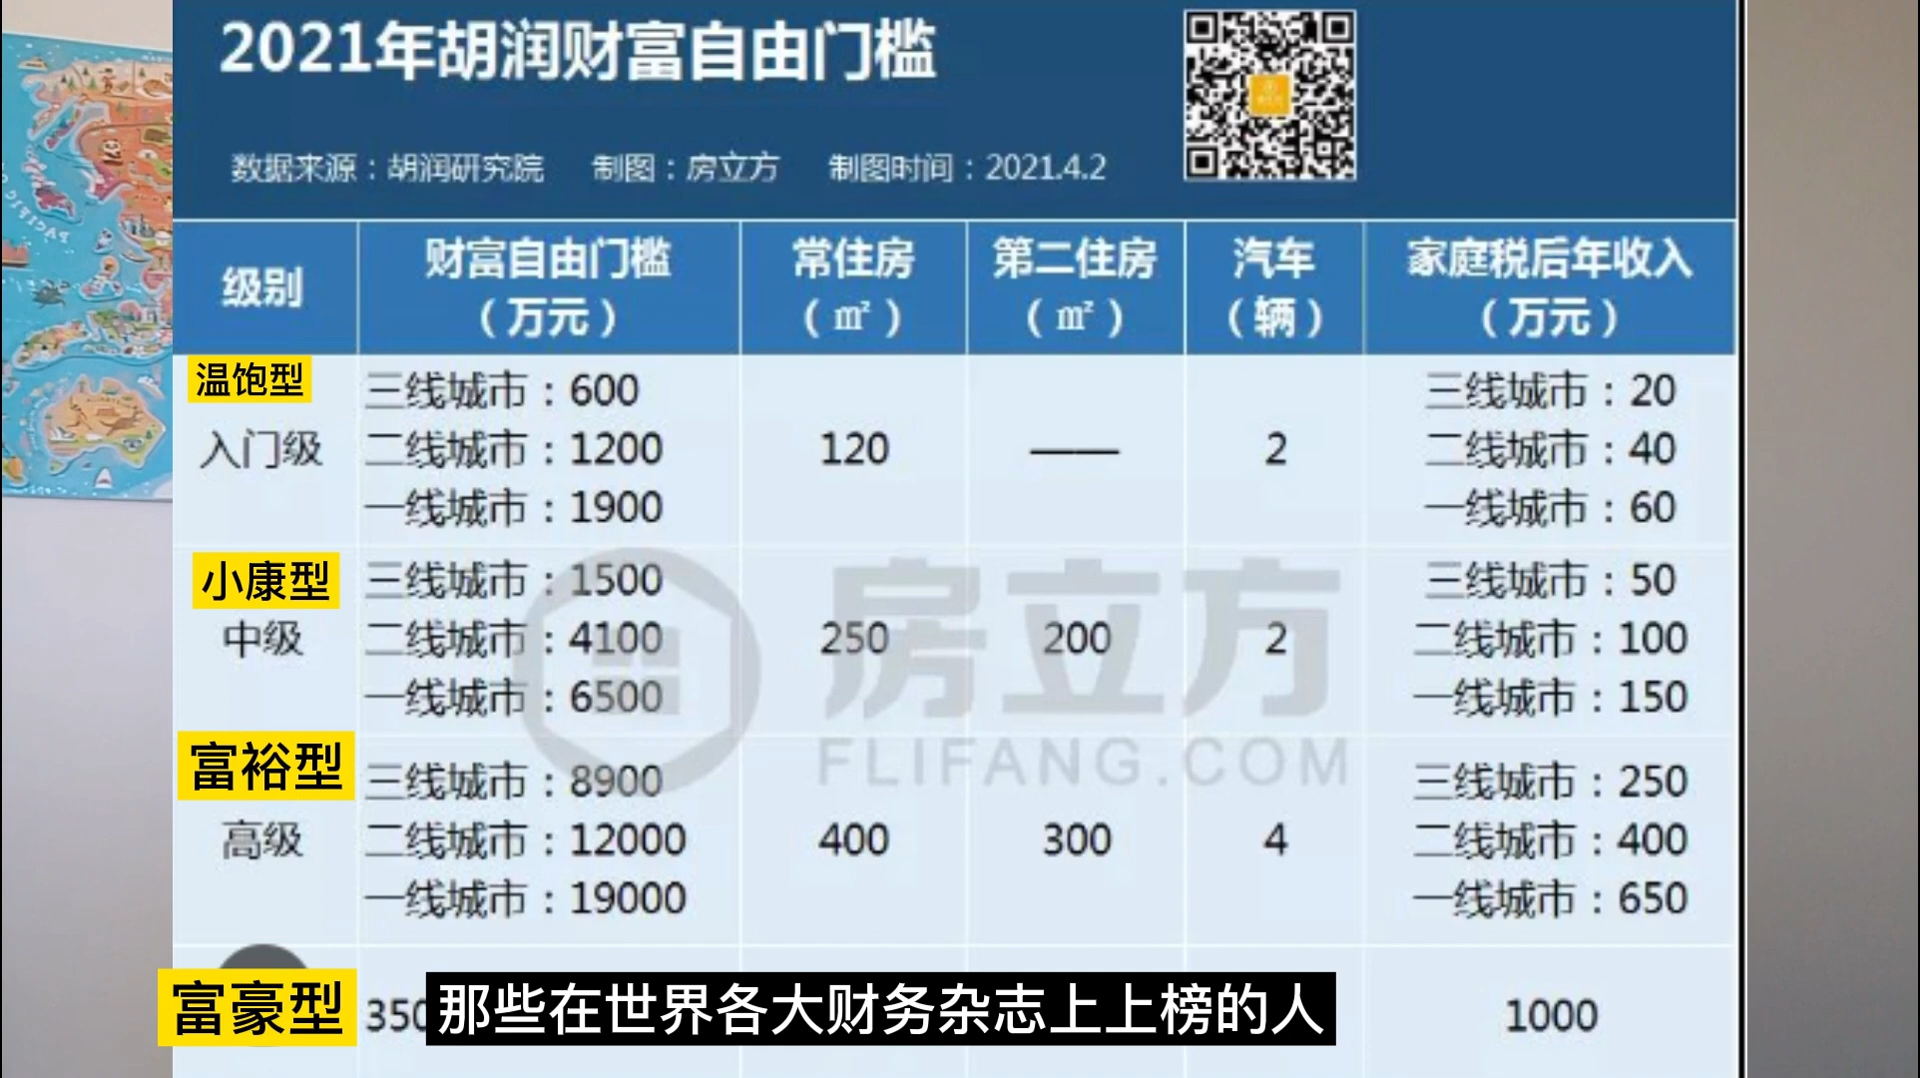 2021年胡润财富自由门槛
数据来源：胡润研究院 制图：房立方 制图时间：2021.4.2
级别
财富自由门槛
（万元）
常住房
（㎡）
第二住房
（㎡）
汽车
（辆）
家庭税后年收入
（万元）
温饱型
入门级
三线城市：600
二线城市：1200
一线城市：1900
120
——
2
三线城市：20
二线城市：40
一线城市：60
小康型
中级
三线城市：1500
二线城市：4100
一线城市：6500
250
200
2
三线城市：50
二线城市：100
一线城市：150
房立方
FLIFANG.COM
富裕型
高级
三线城市：8900
二线城市：12000
一线城市：19000
400
300
4
三线城市：250
二线城市：400
一线城市：650
富豪型
350
1000
那些在世界各大财务杂志上上榜的人
PACIFIC